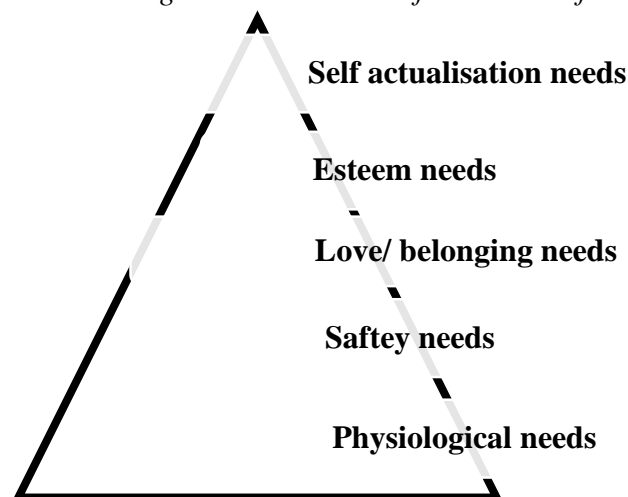 Self actualisation needs
Esteem needs
Love/ belonging needs
Saftey needs
Physiological needs